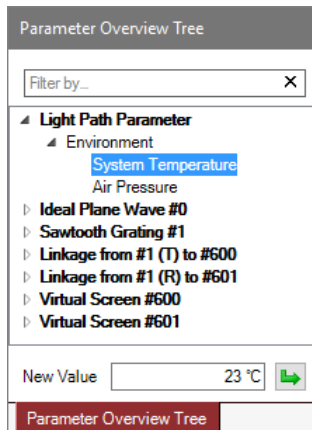 Parameter Overview Tree
Filter by...
Light Path Parameter
Environment
System Temperature
Air Pressure
Ideal Plane Wave #0
Sawtooth Grating #1
Linkage from #1 (T) to #600
Linkage from #1 (R) to #601
Virtual Screen #600
Virtual Screen #601
New Value 23 °C
Parameter Overview Tree